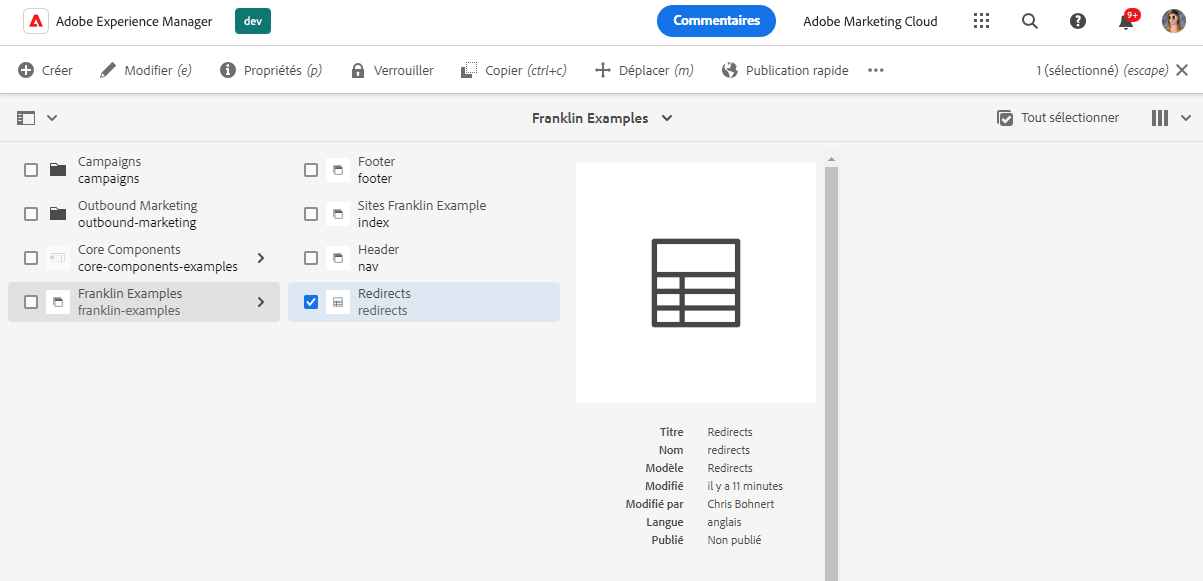 Adobe Experience Manager
dev
Commentaires
Adobe Marketing Cloud
9+
Créer
Modifier (e)
Propriétés (p)
Verrouiller
Copier (ctrl+c)
Déplacer (m)
Publication rapide
1 (sélectionné) (escape)
Franklin Examples
Tout sélectionner
Campaigns
campaigns
Outbound Marketing
outbound-marketing
Core Components
core-components-examples
Franklin Examples
franklin-examples
Footer
footer
Sites Franklin Example
index
Header
nav
Redirects
redirects
Titre Redirects
Nom redirects
Modèle Redirects
Modifié il y a 11 minutes
Modifié par Chris Bohnert
Langue anglais
Publié Non publié